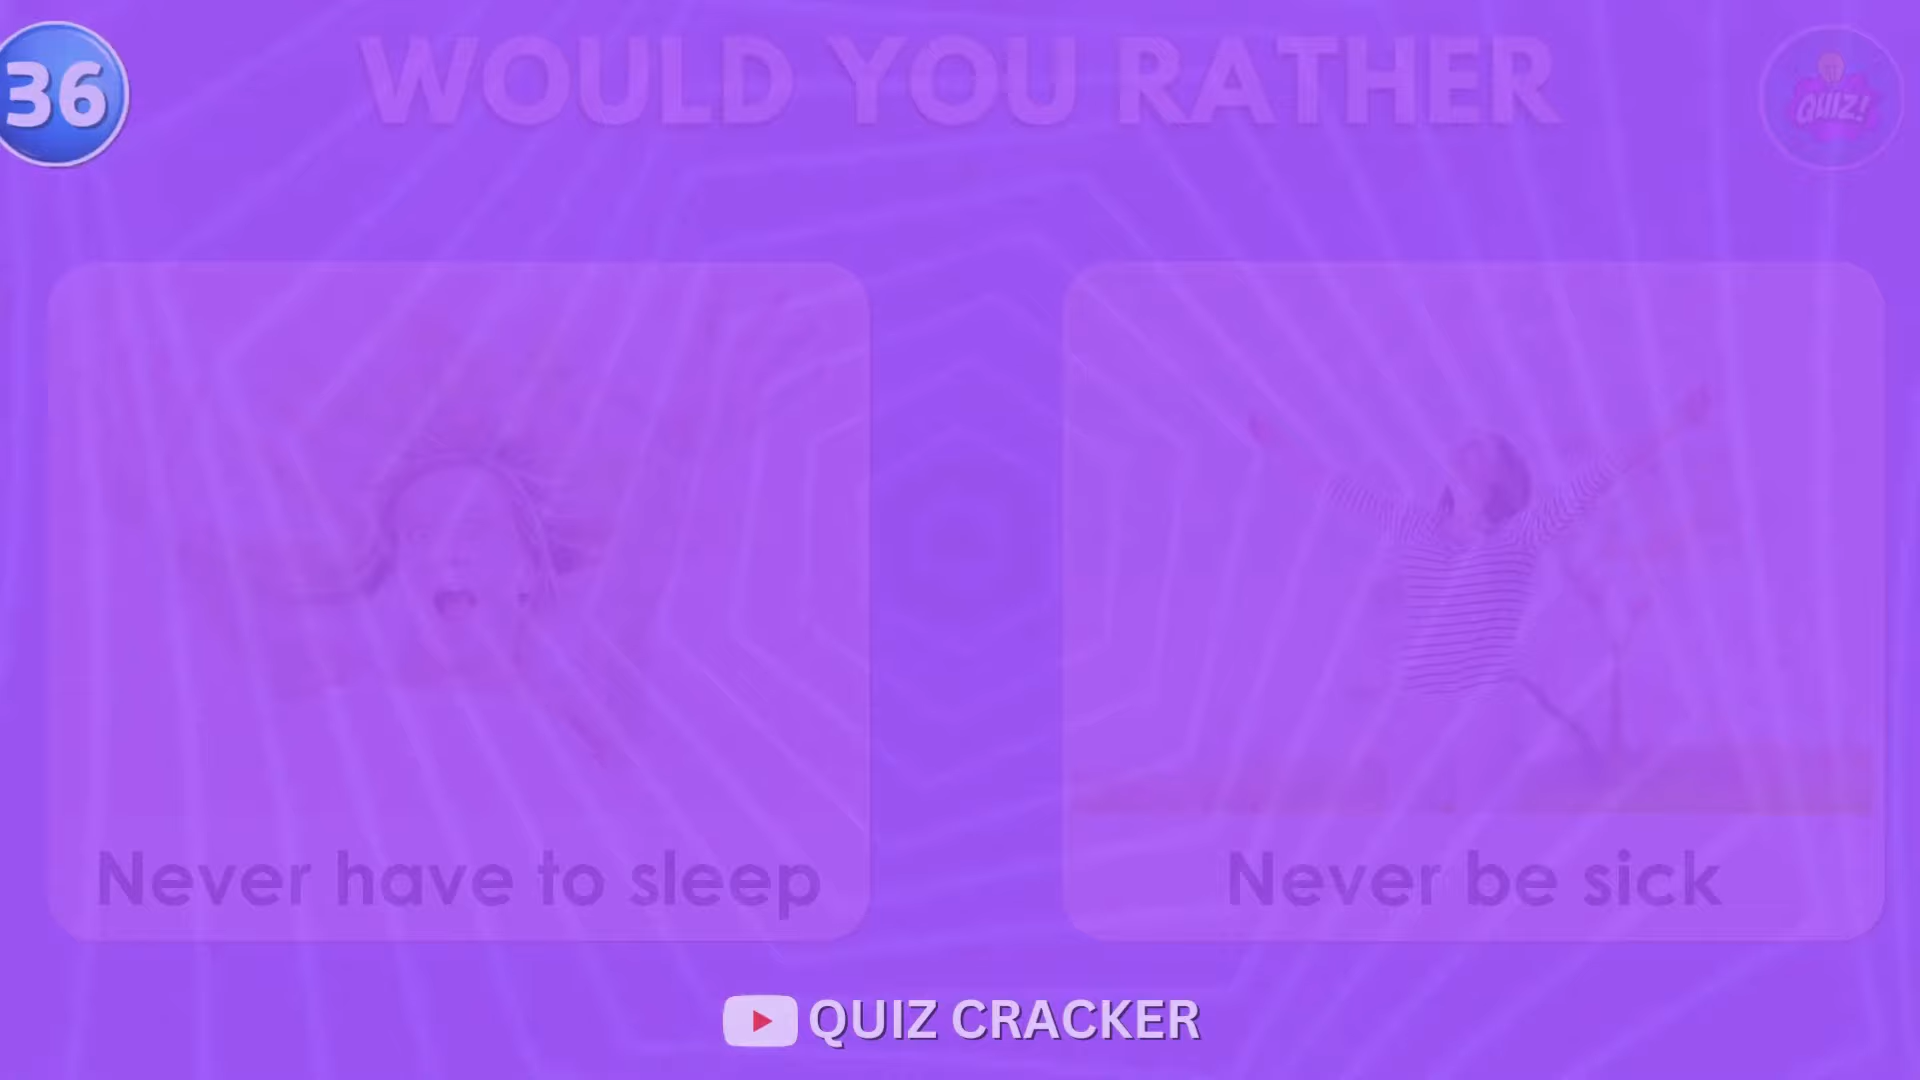 36
WOULD YOU RATHER
QUIZ!
Never have to sleep
Never be sick
QUIZ CRACKER